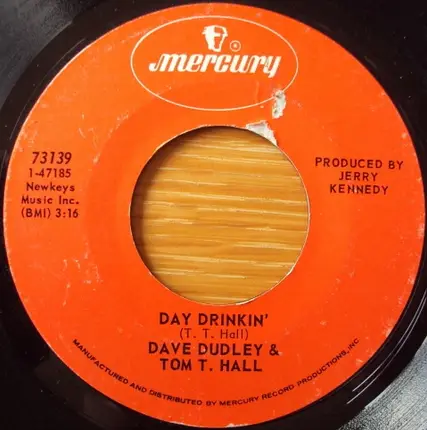 mercury
®
73139
1-47185
Newkeys
Music Inc.
(BMI) 3:16
PRODUCED BY
JERRY
KENNEDY
DAY DRINKIN'
(T. T. Hall)
DAVE DUDLEY &
TOM T. HALL
MANUFACTURED AND DISTRIBUTED BY MERCURY RECORD PRODUCTIONS, INC.